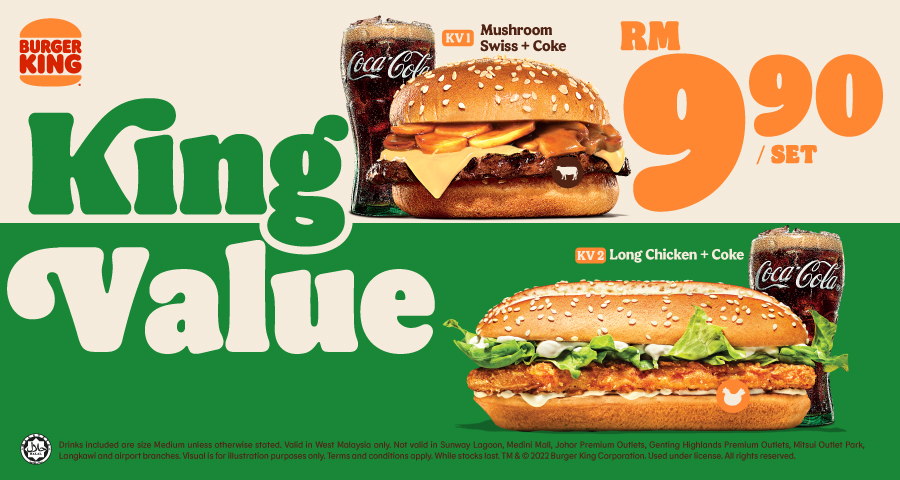 BURGER
KING
King
Value
KV 1
Mushroom
Swiss + Coke
Coca-Cola
RM
9 90
/ SET
KV 2 Long Chicken + Coke
Coca-Cola
Drinks included are size Medium unless otherwise stated. Valid in West Malaysia only. Not valid in Sunway Lagoon, Medini Mall, Johor Premium Outlets, Genting Highlands Premium Outlets, Mitsui Outlet Park,
Langkawi and airport branches. Visual is for illustration purposes only. Terms and conditions apply. While stocks last. TM & © 2022 Burger King Corporation. Used under license. All rights reserved.